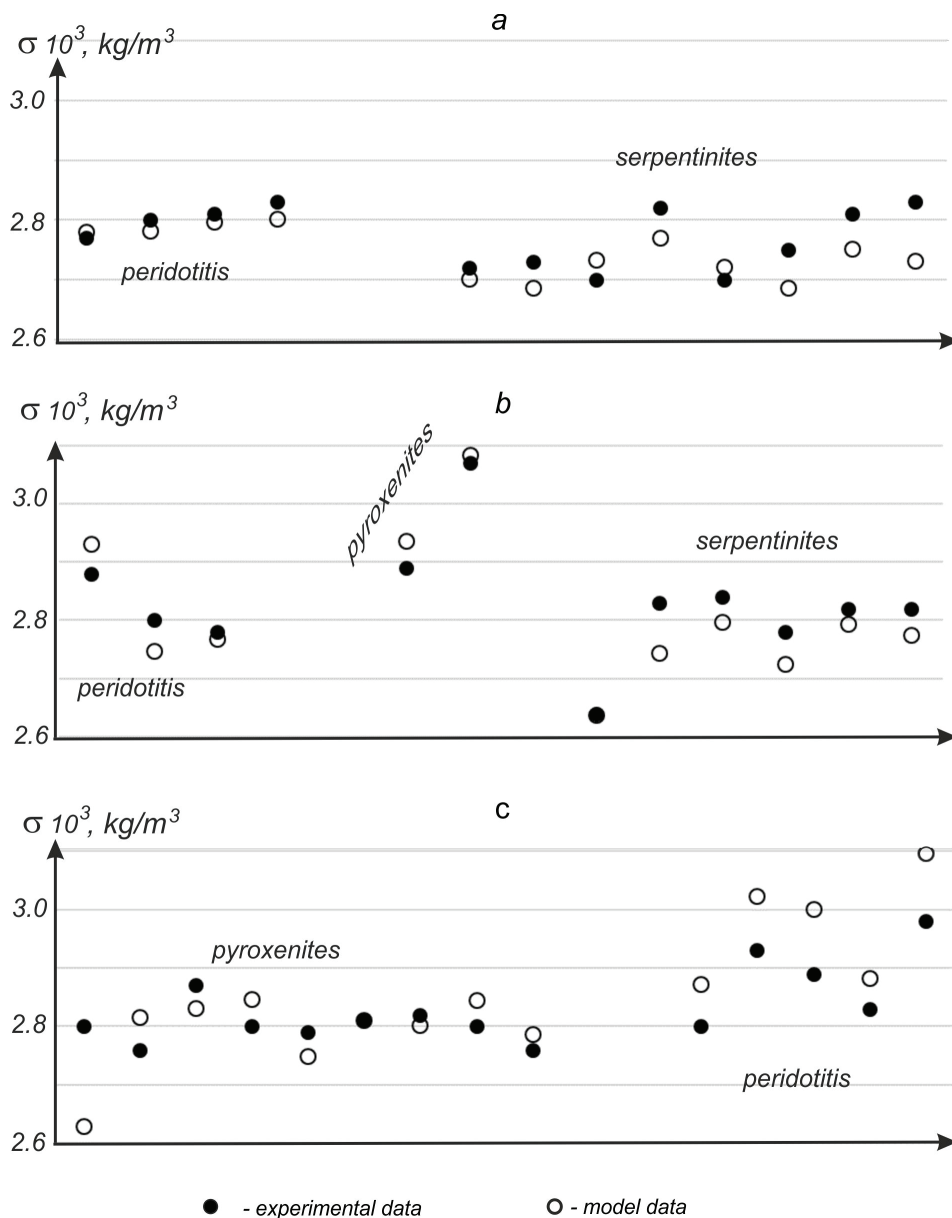 a
σ 10³, kg/m³
3.0
serpentinites
2.8
peridotitis
2.6
b
σ 10³, kg/m³
pyroxenites
3.0
serpentinites
2.8
peridotitis
2.6
c
σ 10³, kg/m³
3.0
pyroxenites
2.8
peridotitis
2.6
- experimental data - model data